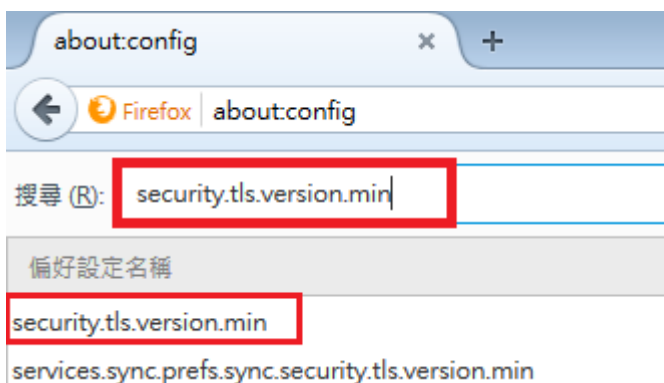 about:config × +
Firefox about:config
搜尋 (R): security.tls.version.min
偏好設定名稱
security.tls.version.min
services.sync.prefs.sync.security.tls.version.min